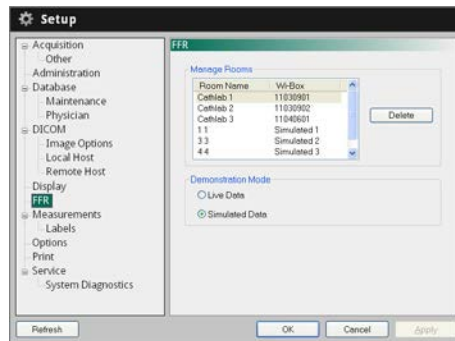 Setup
Acquisition
Other
Administration
Database
Maintenance
Physician
DICOM
Image Options
Local Host
Remote Host
Display
FFR
Measurements
Labels
Options
Print
Service
System Diagnostics
FFR
Manage Rooms
Room Name Wi-Box
Cathlab 1 11030901
Cathlab 2 11030902
Cathlab 3 11040601
1 1 Simulated 1
3 3 Simulated 2
4 4 Simulated 3
Delete
Demonstration Mode
Live Data
Simulated Data
Refresh OK Cancel Apply